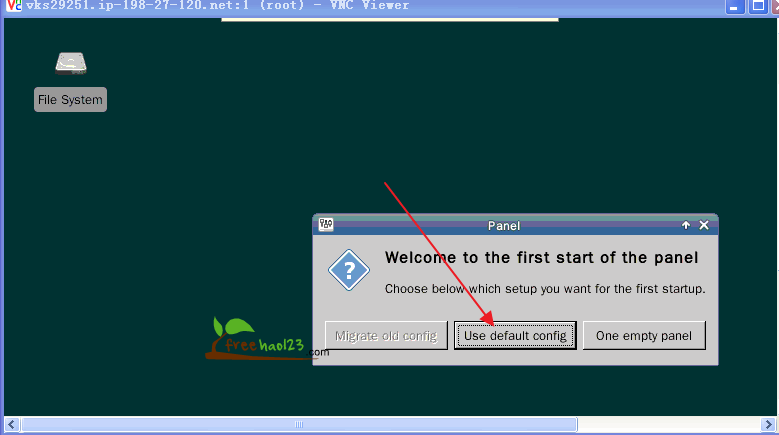 vks29251.ip-198-27-120.net:1 (root) - VNC Viewer
File System
Panel
Welcome to the first start of the panel
Choose below which setup you want for the first startup.
Migrate old config
Use default config
One empty panel
freehao123
.com